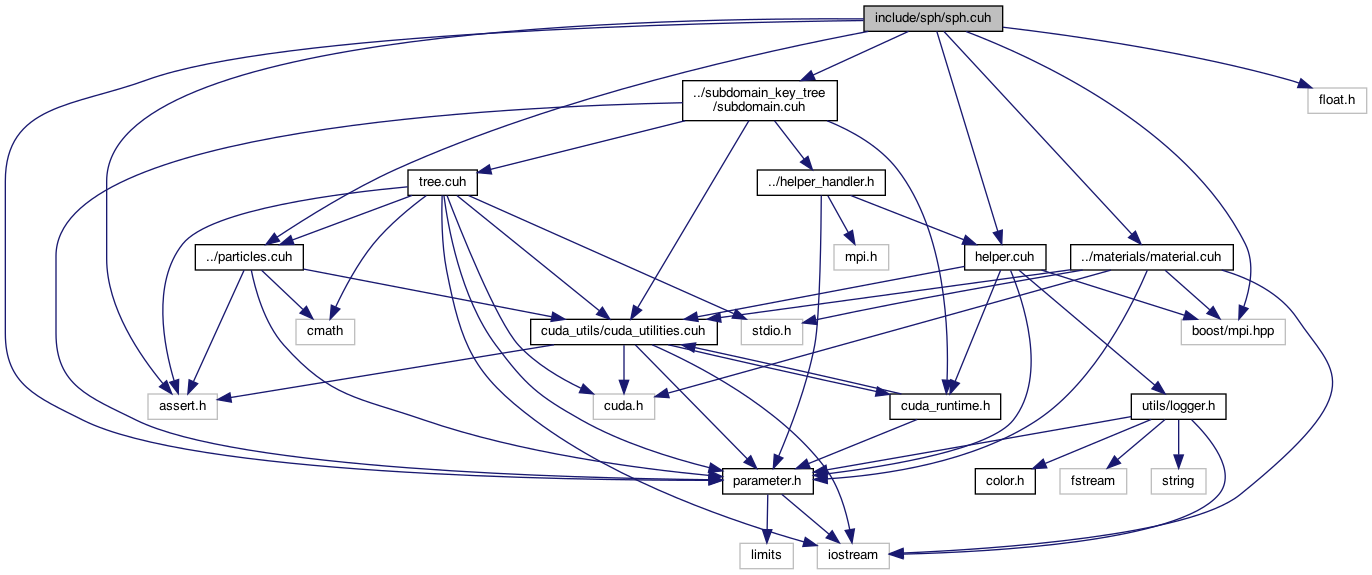 include/sph/sph.cuh
../subdomain_key_tree
/subdomain.cuh
float.h
tree.cuh
../helper_handler.h
../particles.cuh
mpi.h
helper.cuh
../materials/material.cuh
cmath
cuda_utils/cuda_utilities.cuh
stdio.h
boost/mpi.hpp
assert.h
cuda.h
cuda_runtime.h
utils/logger.h
parameter.h
color.h
fstream
string
limits
iostream